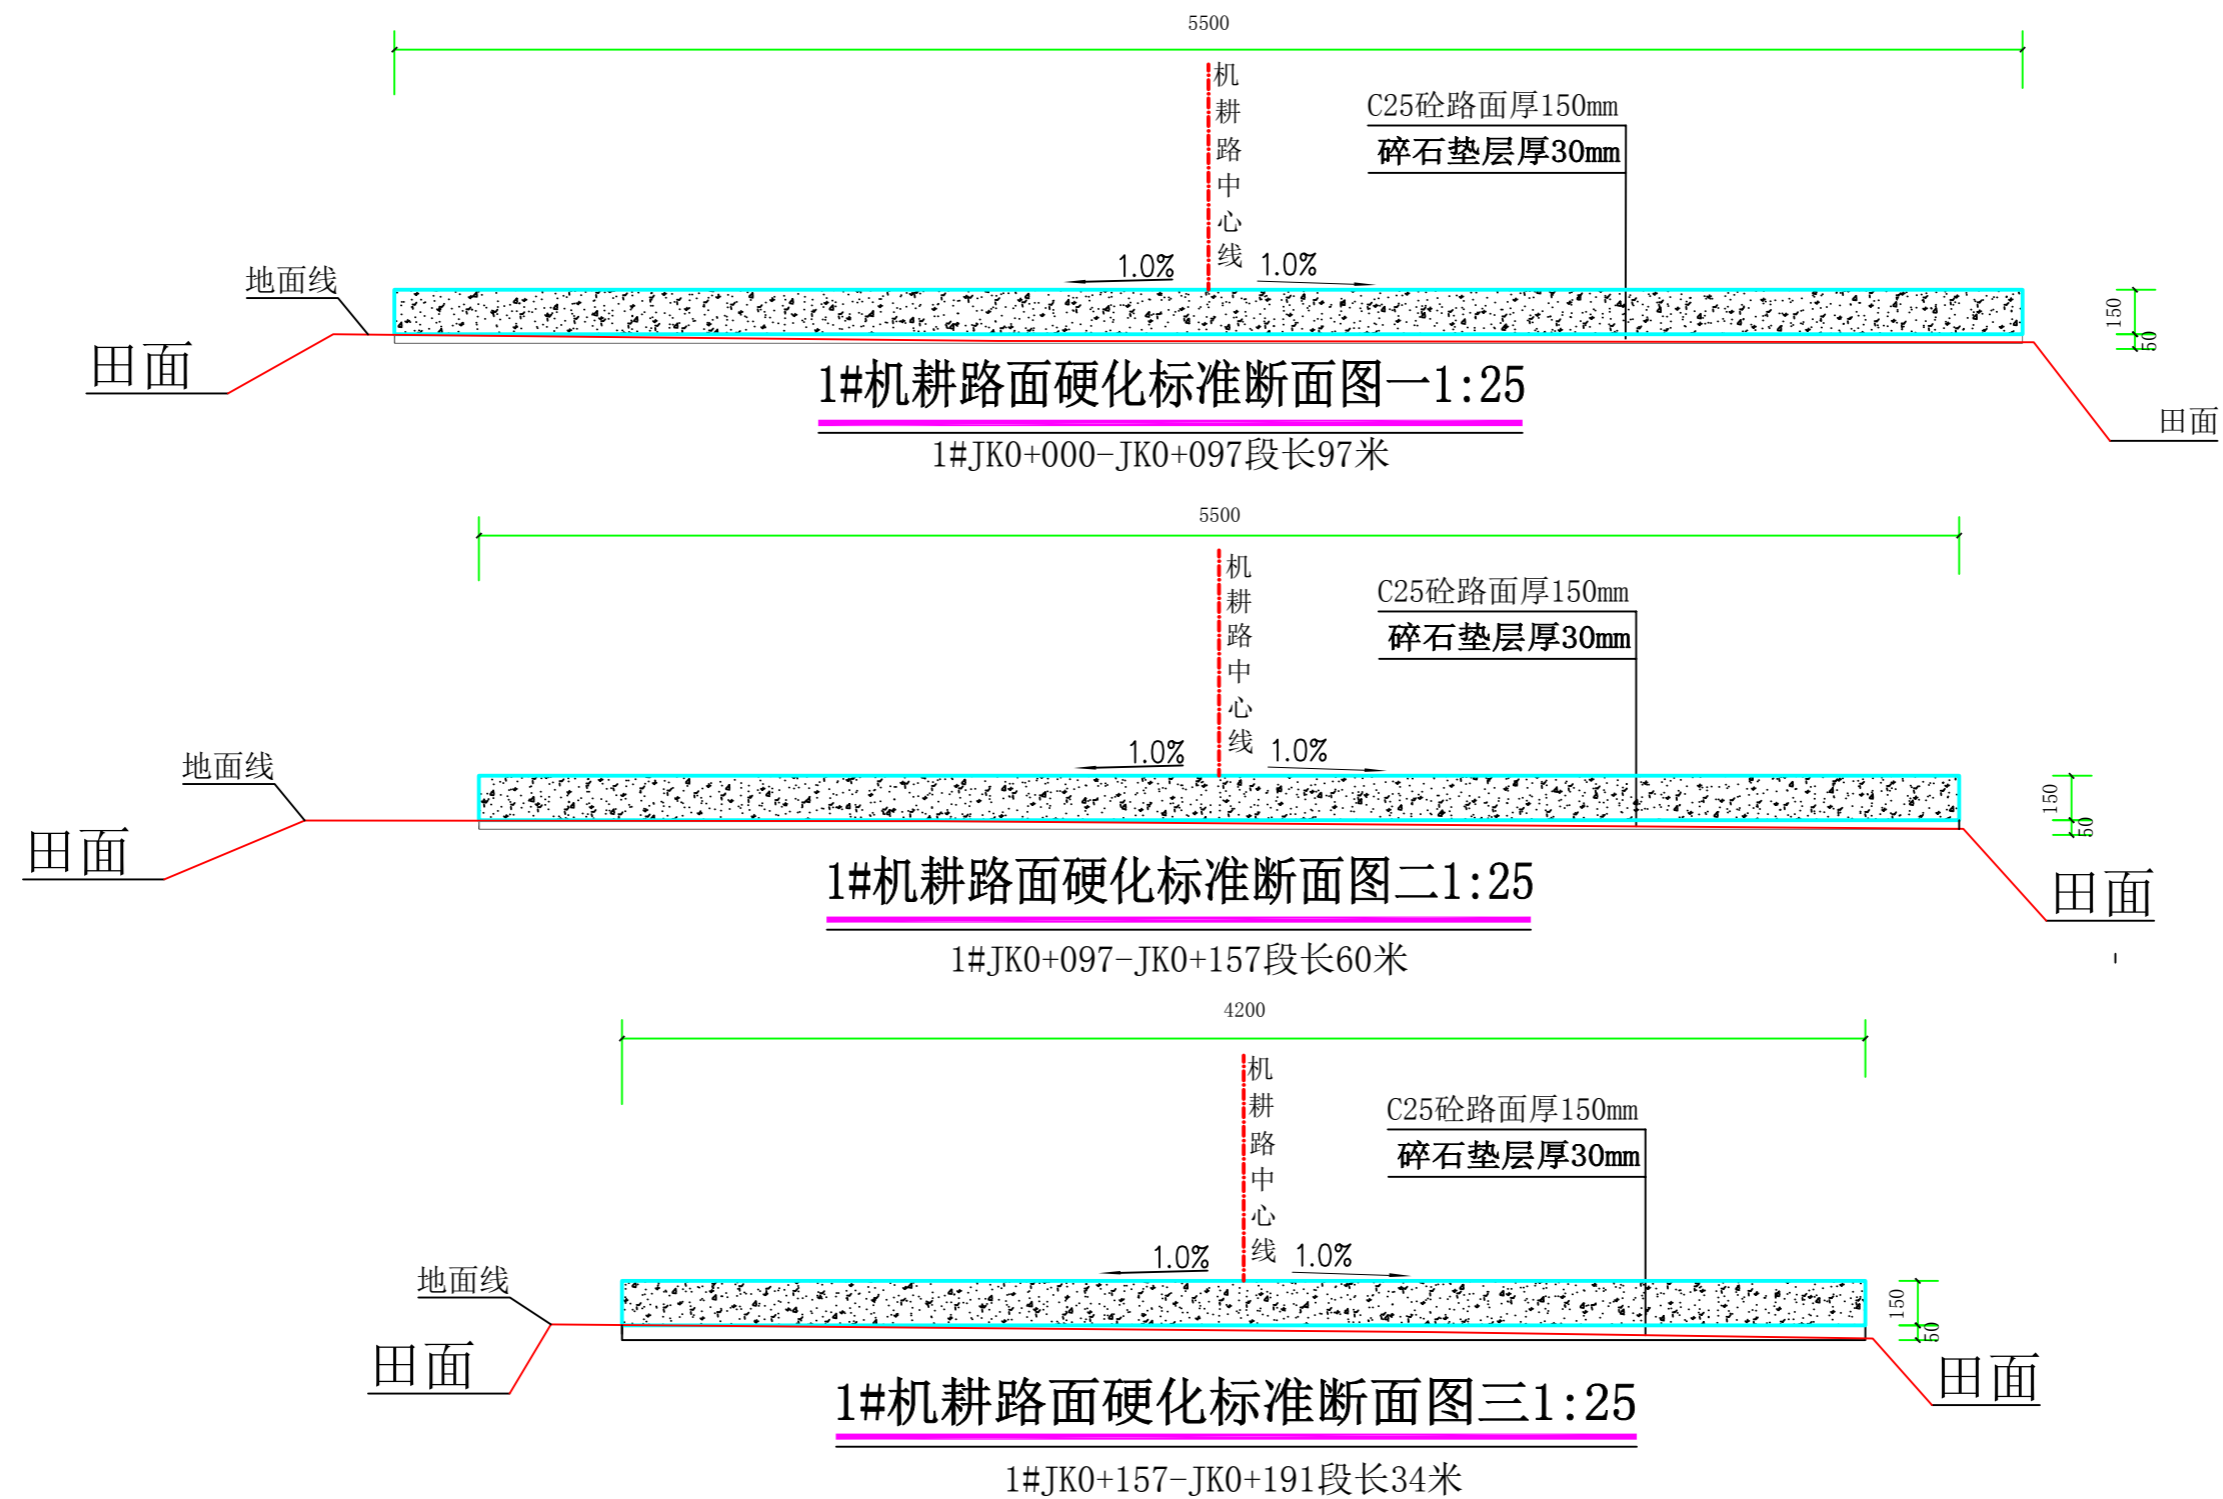 5500
机耕路中心线
C25砼路面厚150mm
碎石垫层厚30mm
1.0%
1.0%
地面线
田面
150
50
田面
1#机耕路面硬化标准断面图一1:25
1#JK0+000-JK0+097段长97米
5500
机耕路中心线
C25砼路面厚150mm
碎石垫层厚30mm
1.0%
1.0%
地面线
田面
150
50
田面
1#机耕路面硬化标准断面图二1:25
1#JK0+097-JK0+157段长60米
4200
机耕路中心线
C25砼路面厚150mm
碎石垫层厚30mm
1.0%
1.0%
地面线
田面
150
50
田面
1#机耕路面硬化标准断面图三1:25
1#JK0+157-JK0+191段长34米